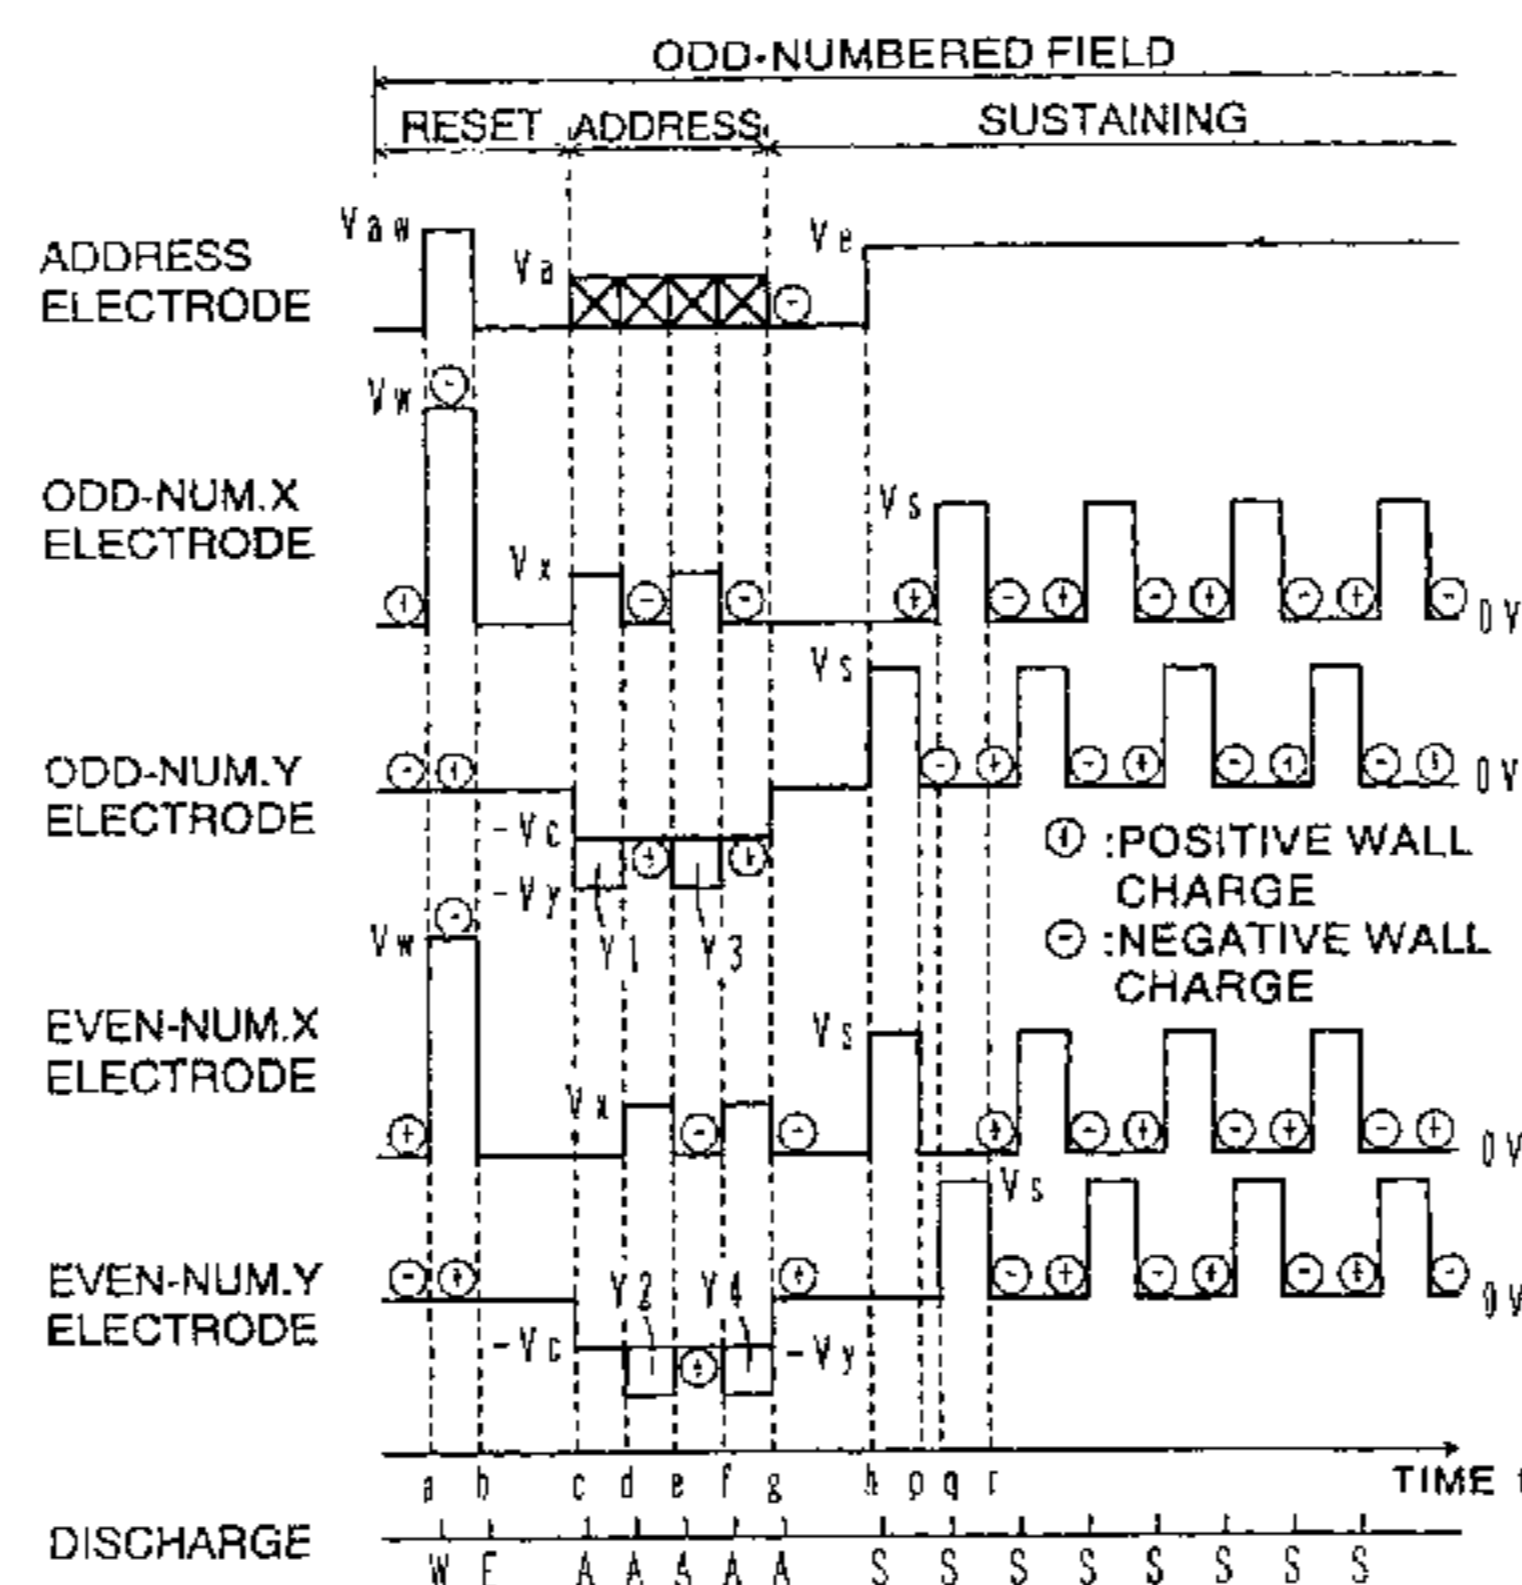 ODD-NUMBERED FIELD
RESET ADDRESS SUSTAINING
Vaw
Va
Ve
ADDRESS
ELECTRODE
Vw
ODD-NUM.X
ELECTRODE
Vx
Vs
0V
Vs
ODD-NUM.Y
ELECTRODE
0V
-Vc
-Vy
Y1 Y3
:POSITIVE WALL
CHARGE
:NEGATIVE WALL
CHARGE
Vw
EVEN-NUM.X
ELECTRODE
Vs
Vx
0V
Vs
EVEN-NUM.Y
ELECTRODE
Y2 Y4
0V
-Vc
-Vy
a b c d e f g h p q r
TIME t
DISCHARGE
W E A A A A A S S S S S S S S